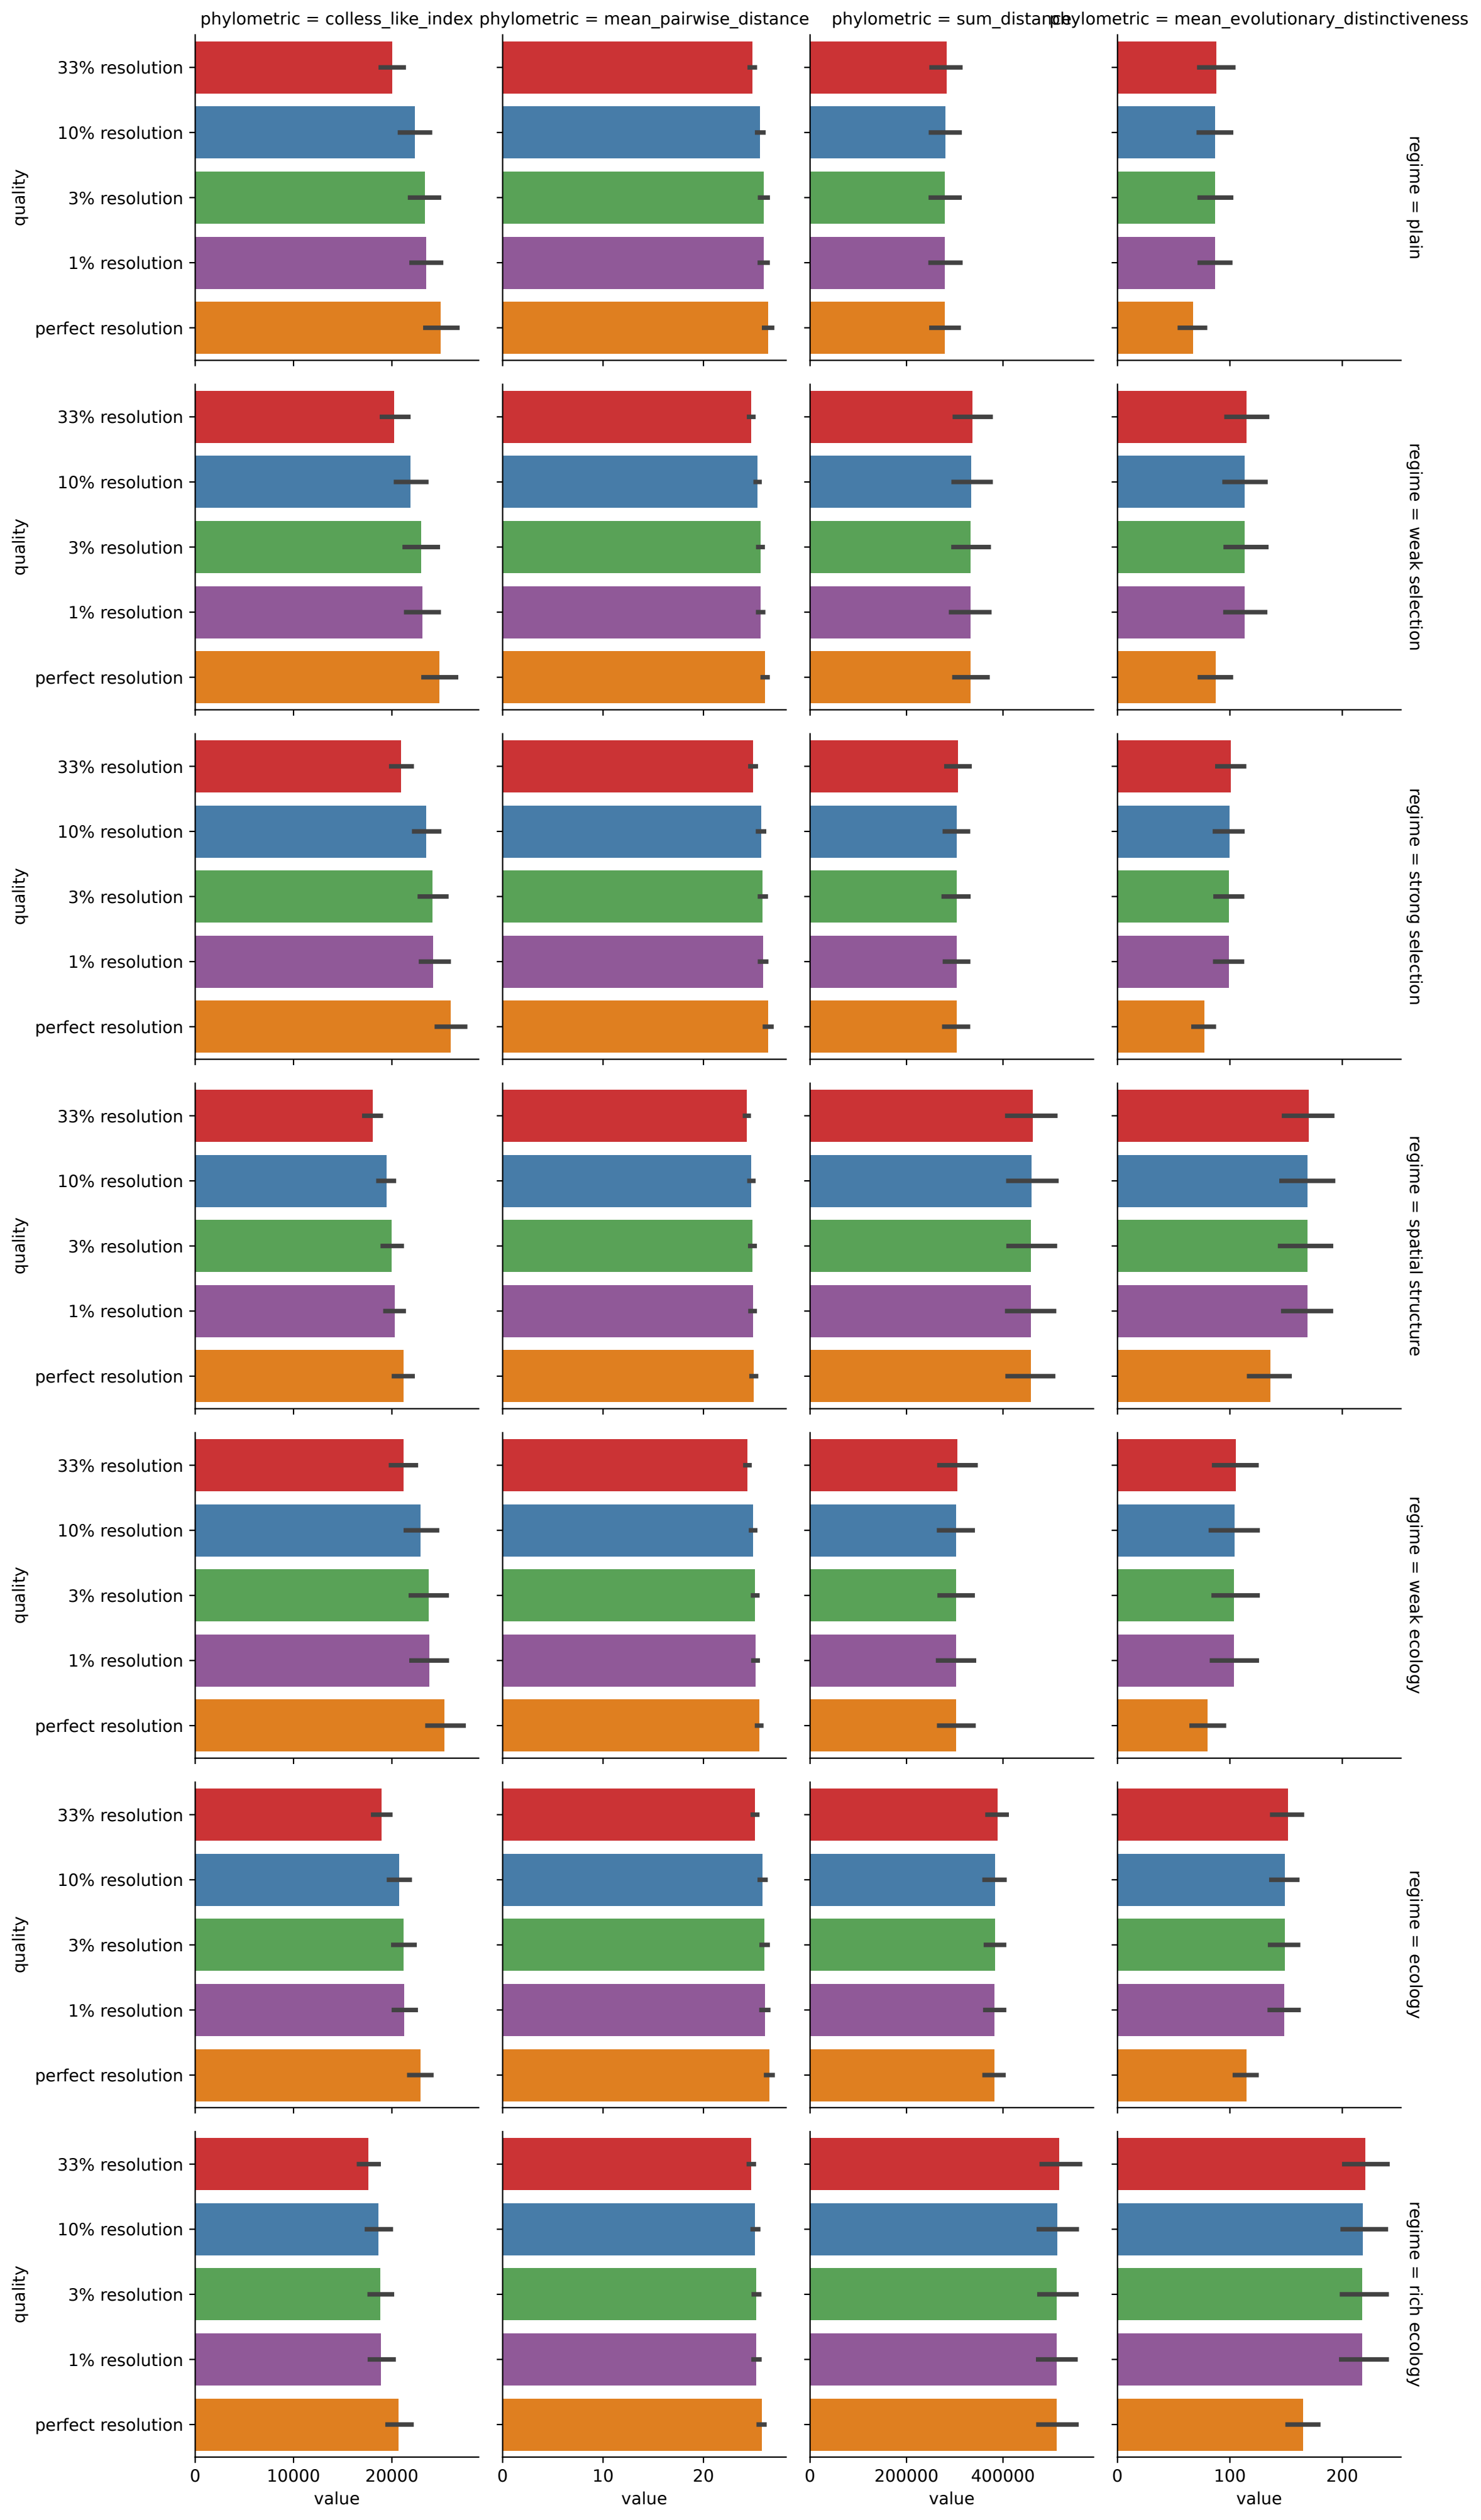 phylometric = colless_like_index
phylometric = mean_pairwise_distance
phylometric = sum_distance
phylometric = mean_evolutionary_distinctiveness
quality
33% resolution
10% resolution
3% resolution
1% resolution
perfect resolution
regime = plain
quality
33% resolution
10% resolution
3% resolution
1% resolution
perfect resolution
regime = weak selection
quality
33% resolution
10% resolution
3% resolution
1% resolution
perfect resolution
regime = strong selection
quality
33% resolution
10% resolution
3% resolution
1% resolution
perfect resolution
regime = spatial structure
quality
33% resolution
10% resolution
3% resolution
1% resolution
perfect resolution
regime = weak ecology
quality
33% resolution
10% resolution
3% resolution
1% resolution
perfect resolution
regime = ecology
quality
33% resolution
10% resolution
3% resolution
1% resolution
perfect resolution
regime = rich ecology
0 10000 20000
value
0 10 20
value
0 200000 400000
value
0 100 200
value